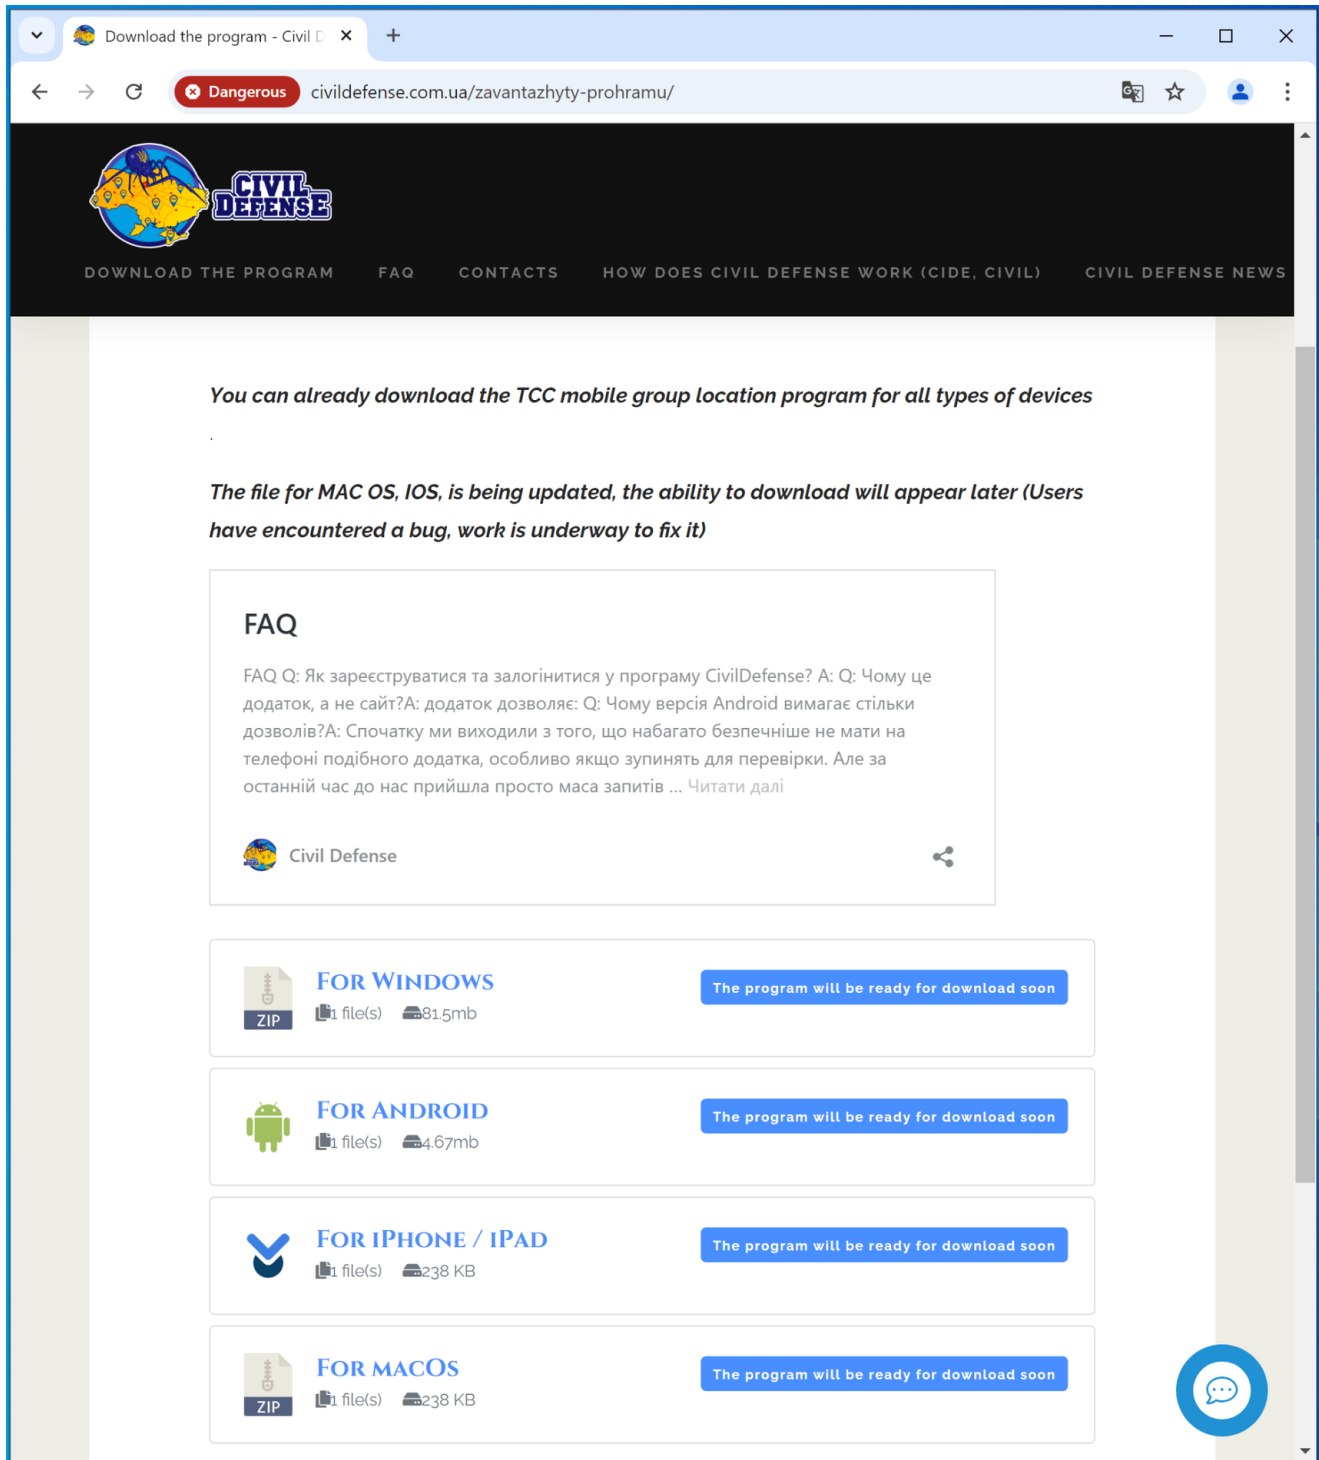 Download the program - Civil D
Dangerous
civildefense.com.ua/zavantazhyty-prohramu/
CIVIL
DEFENSE
DOWNLOAD THE PROGRAM
FAQ
CONTACTS
HOW DOES CIVIL DEFENSE WORK (CIDE, CIVIL)
CIVIL DEFENSE NEWS
You can already download the TCC mobile group location program for all types of devices
.
The file for MAC OS, IOS, is being updated, the ability to download will appear later (Users
have encountered a bug, work is underway to fix it)
FAQ
FAQ Q: Як зареєструватися та залогінитися у програму CivilDefense? A: Q: Чому це
додаток, а не сайт?A: додаток дозволяє: Q: Чому версія Android вимагає стільки
дозволів?A: Спочатку ми виходили з того, що набагато безпечніше не мати на
телефоні подібного додатка, особливо якщо зупинять для перевірки. Але за
останній час до нас прийшла просто маса запитів ... Читати далі
Civil Defense
For Windows
1 file(s) 81.5mb
The program will be ready for download soon
ZIP
For Android
1 file(s) 4.67mb
The program will be ready for download soon
For iPhone / iPad
1 file(s) 238 KB
The program will be ready for download soon
For macOs
1 file(s) 238 KB
The program will be ready for download soon
ZIP